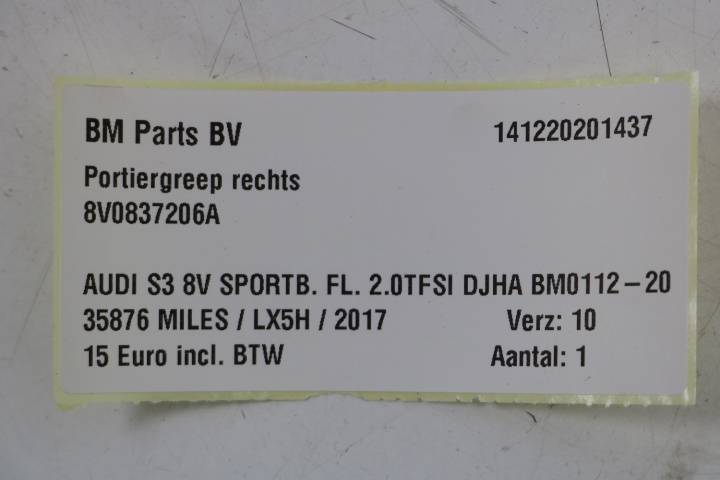 BM Parts BV 141220201437
Portiergreep rechts
8V0837206A
AUDI S3 8V SPORTB. FL. 2.0TFSI DJHA BM0112-20
35876 MILES / LX5H / 2017 Verz: 10
15 Euro incl. BTW Aantal: 1